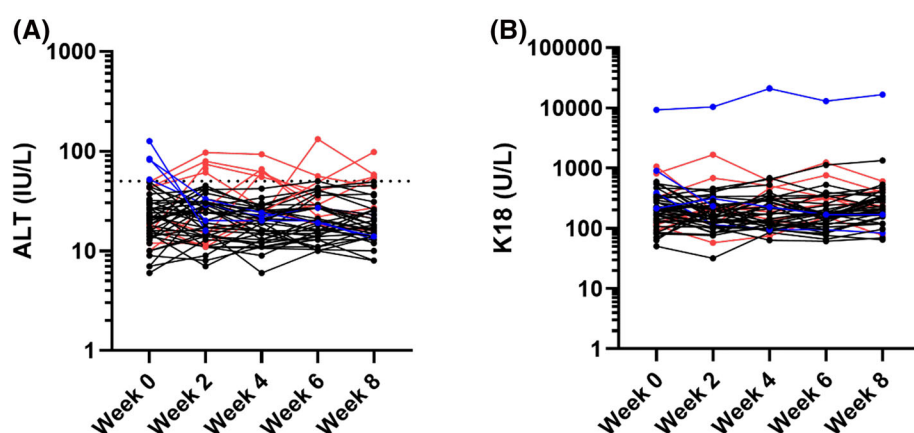 (A)
ALT (IU/L)
1000
100
10
1
Week 0
Week 2
Week 4
Week 6
Week 8
(B)
K18 (U/L)
100000
10000
1000
100
10
1
Week 0
Week 2
Week 4
Week 6
Week 8